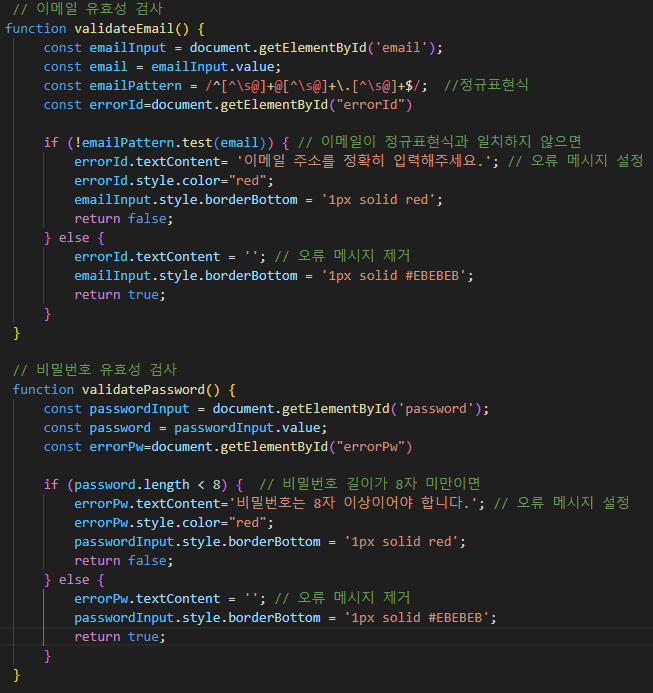 // 이메일 유효성 검사
function validateEmail() {
const emailInput = document.getElementById('email');
const email = emailInput.value;
const emailPattern = /^[^\s@]+@[^\s@]+\.[^\s@]+$/;  //정규표현식
const errorId=document.getElementById("errorId")
if (!emailPattern.test(email)) { // 이메일이 정규표현식과 일치하지 않으면
errorId.textContent= '이메일 주소를 정확히 입력해주세요.'; // 오류 메시지 설정
errorId.style.color="red";
emailInput.style.borderBottom = '1px solid red';
return false;
} else {
errorId.textContent = ''; // 오류 메시지 제거
emailInput.style.borderBottom = '1px solid #EBEBEB';
return true;
}
}
// 비밀번호 유효성 검사
function validatePassword() {
const passwordInput = document.getElementById('password');
const password = passwordInput.value;
const errorPw=document.getElementById("errorPw")
if (password.length < 8) {  // 비밀번호 길이가 8자 미만이면
errorPw.textContent='비밀번호는 8자 이상이어야 합니다.'; // 오류 메시지 설정
errorPw.style.color="red";
passwordInput.style.borderBottom = '1px solid red';
return false;
} else {
errorPw.textContent = ''; // 오류 메시지 제거
passwordInput.style.borderBottom = '1px solid #EBEBEB';
return true;
}
}